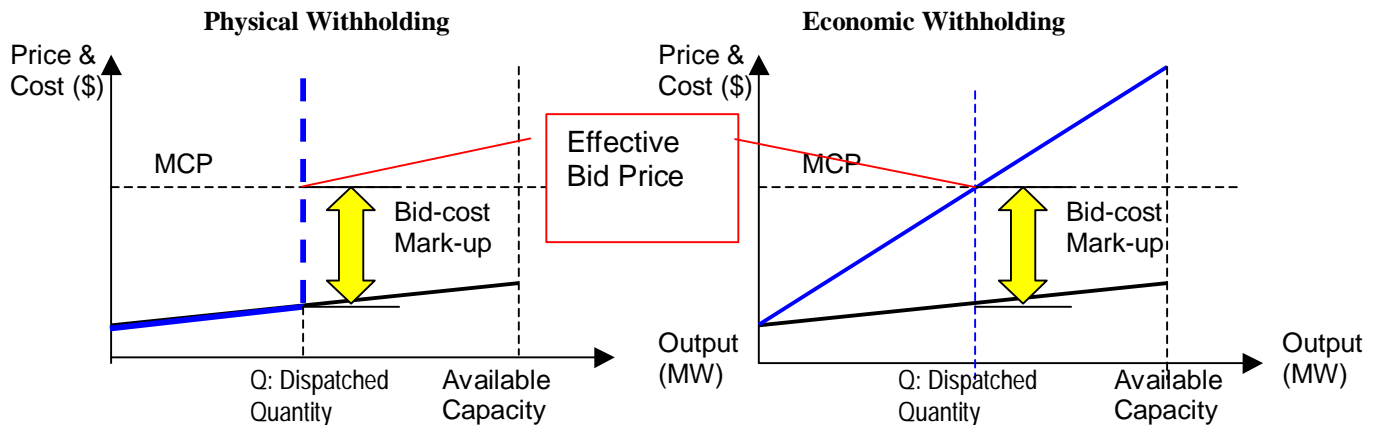 Physical Withholding
Price &
Cost ($)
MCP
Bid-cost
Mark-up
Output
(MW)
Q: Dispatched
Quantity
Available
Capacity
Effective
Bid Price
Economic Withholding
Price &
Cost ($)
MCP
Bid-cost
Mark-up
Output
(MW)
Q: Dispatched
Quantity
Available
Capacity